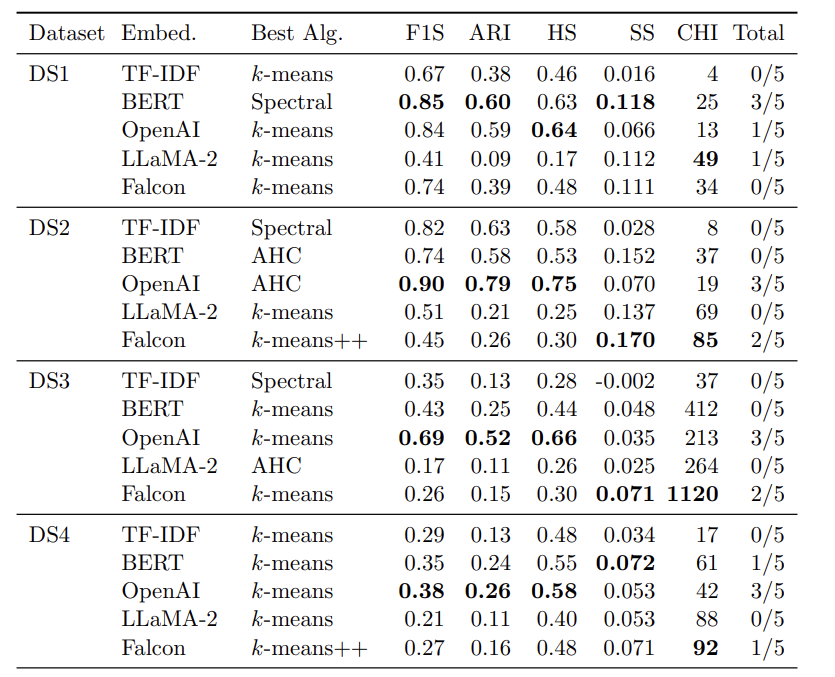 Dataset Embed. Best Alg. F1S ARI HS SS CHI Total
DS1 TF-IDF k-means 0.67 0.38 0.46 0.016 4 0/5
BERT Spectral 0.85 0.60 0.63 0.118 25 3/5
OpenAI k-means 0.84 0.59 0.64 0.066 13 1/5
LLaMA-2 k-means 0.41 0.09 0.17 0.112 49 1/5
Falcon k-means 0.74 0.39 0.48 0.111 34 0/5
DS2 TF-IDF Spectral 0.82 0.63 0.58 0.028 8 0/5
BERT AHC 0.74 0.58 0.53 0.152 37 0/5
OpenAI AHC 0.90 0.79 0.75 0.070 19 3/5
LLaMA-2 k-means 0.51 0.21 0.25 0.137 69 0/5
Falcon k-means++ 0.45 0.26 0.30 0.170 85 2/5
DS3 TF-IDF Spectral 0.35 0.13 0.28 -0.002 37 0/5
BERT k-means 0.43 0.25 0.44 0.048 412 0/5
OpenAI k-means 0.69 0.52 0.66 0.035 213 3/5
LLaMA-2 AHC 0.17 0.11 0.26 0.025 264 0/5
Falcon k-means 0.26 0.15 0.30 0.071 1120 2/5
DS4 TF-IDF k-means 0.29 0.13 0.48 0.034 17 0/5
BERT k-means 0.35 0.24 0.55 0.072 61 1/5
OpenAI k-means 0.38 0.26 0.58 0.053 42 3/5
LLaMA-2 k-means 0.21 0.11 0.40 0.053 88 0/5
Falcon k-means++ 0.27 0.16 0.48 0.071 92 1/5